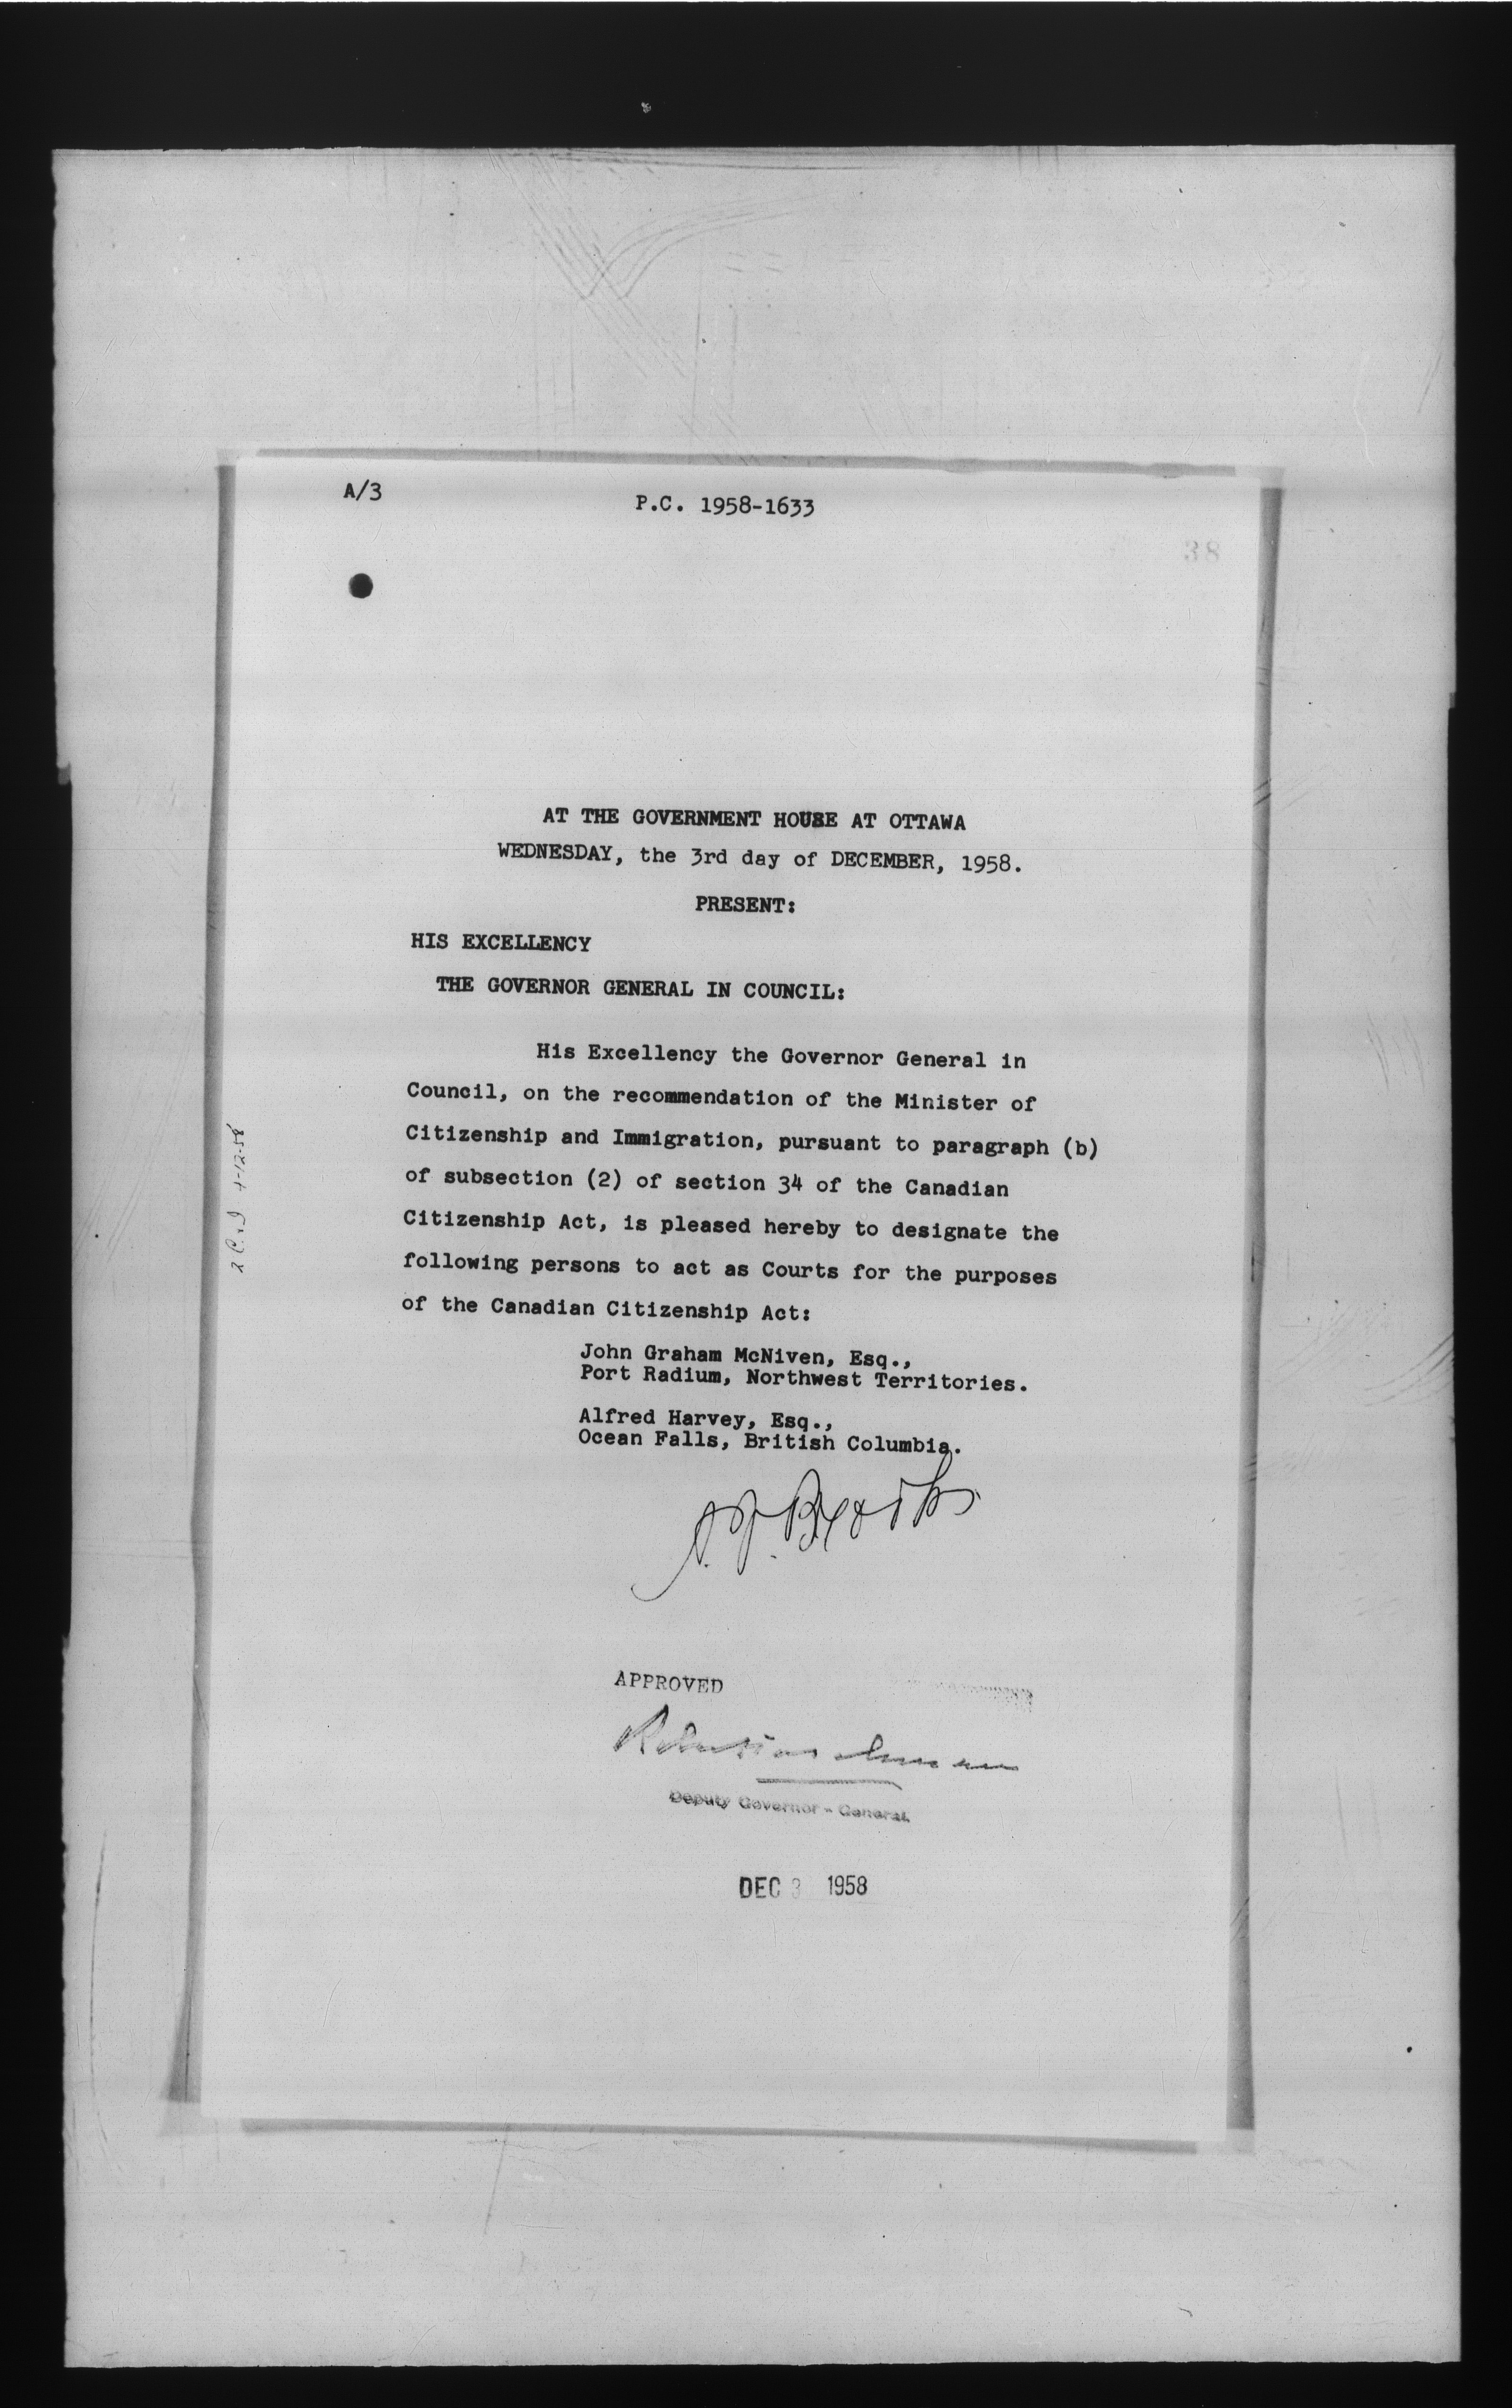 A/3
P.C. 1958-1633
38
AT THE GOVERNMENT HOUSE AT OTTAWA
WEDNESDAY, the 3rd day of DECEMBER, 1958.
PRESENT:
HIS EXCELLENCY
THE GOVERNOR GENERAL IN COUNCIL:
His Excellency the Governor General in
Council, on the recommendation of the Minister of
Citizenship and Immigration, pursuant to paragraph (b)
of subsection (2) of section 34 of the Canadian
Citizenship Act, is pleased hereby to designate the
following persons to act as Courts for the purposes
of the Canadian Citizenship Act:
John Graham McNiven, Esq.,
Port Radium, Northwest Territories.
Alfred Harvey, Esq.,
Ocean Falls, British Columbia.
2 C.I 4-12-58
APPROVED
Deputy Governor - General
DEC 3 1958